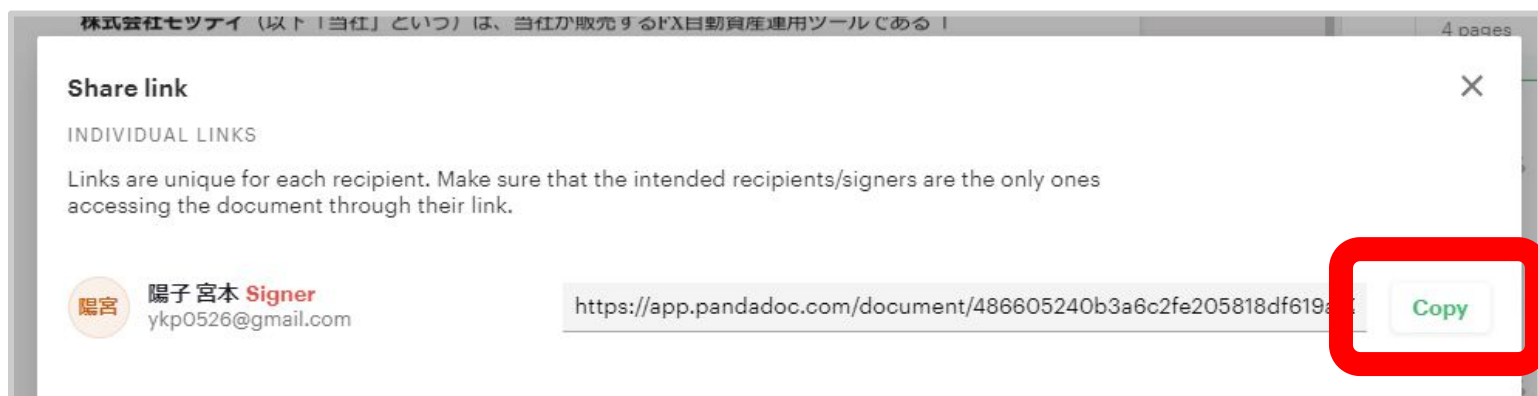 株式会社モッティ（以下「当社」という）は、当社が販売するFX自動資産運用ツールである「
4 pages
Share link
INDIVIDUAL LINKS
Links are unique for each recipient. Make sure that the intended recipients/signers are the only ones
accessing the document through their link.
陽宮
陽子 宮本 Signer
ykp0526@gmail.com
https://app.pandadoc.com/document/486605240b3a6c2fe205818df619a
Copy